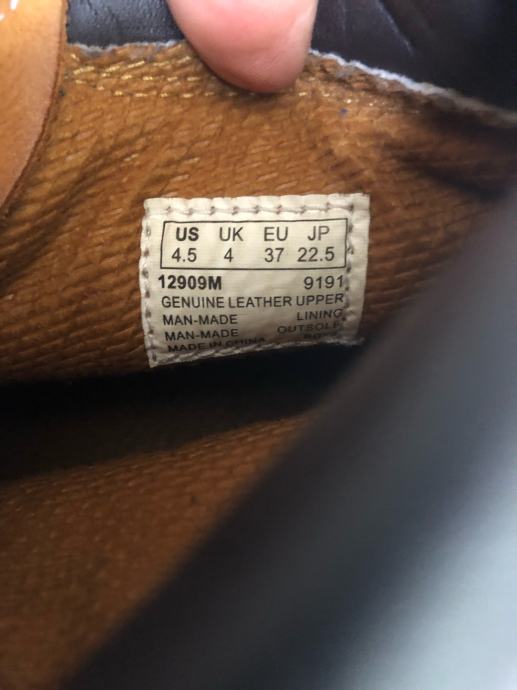 US UK EU JP
4.5 4 37 22.5
12909M 9191
GENUINE LEATHER UPPER
MAN-MADE LINING
MAN-MADE OUTSOLE
MADE IN CHINA